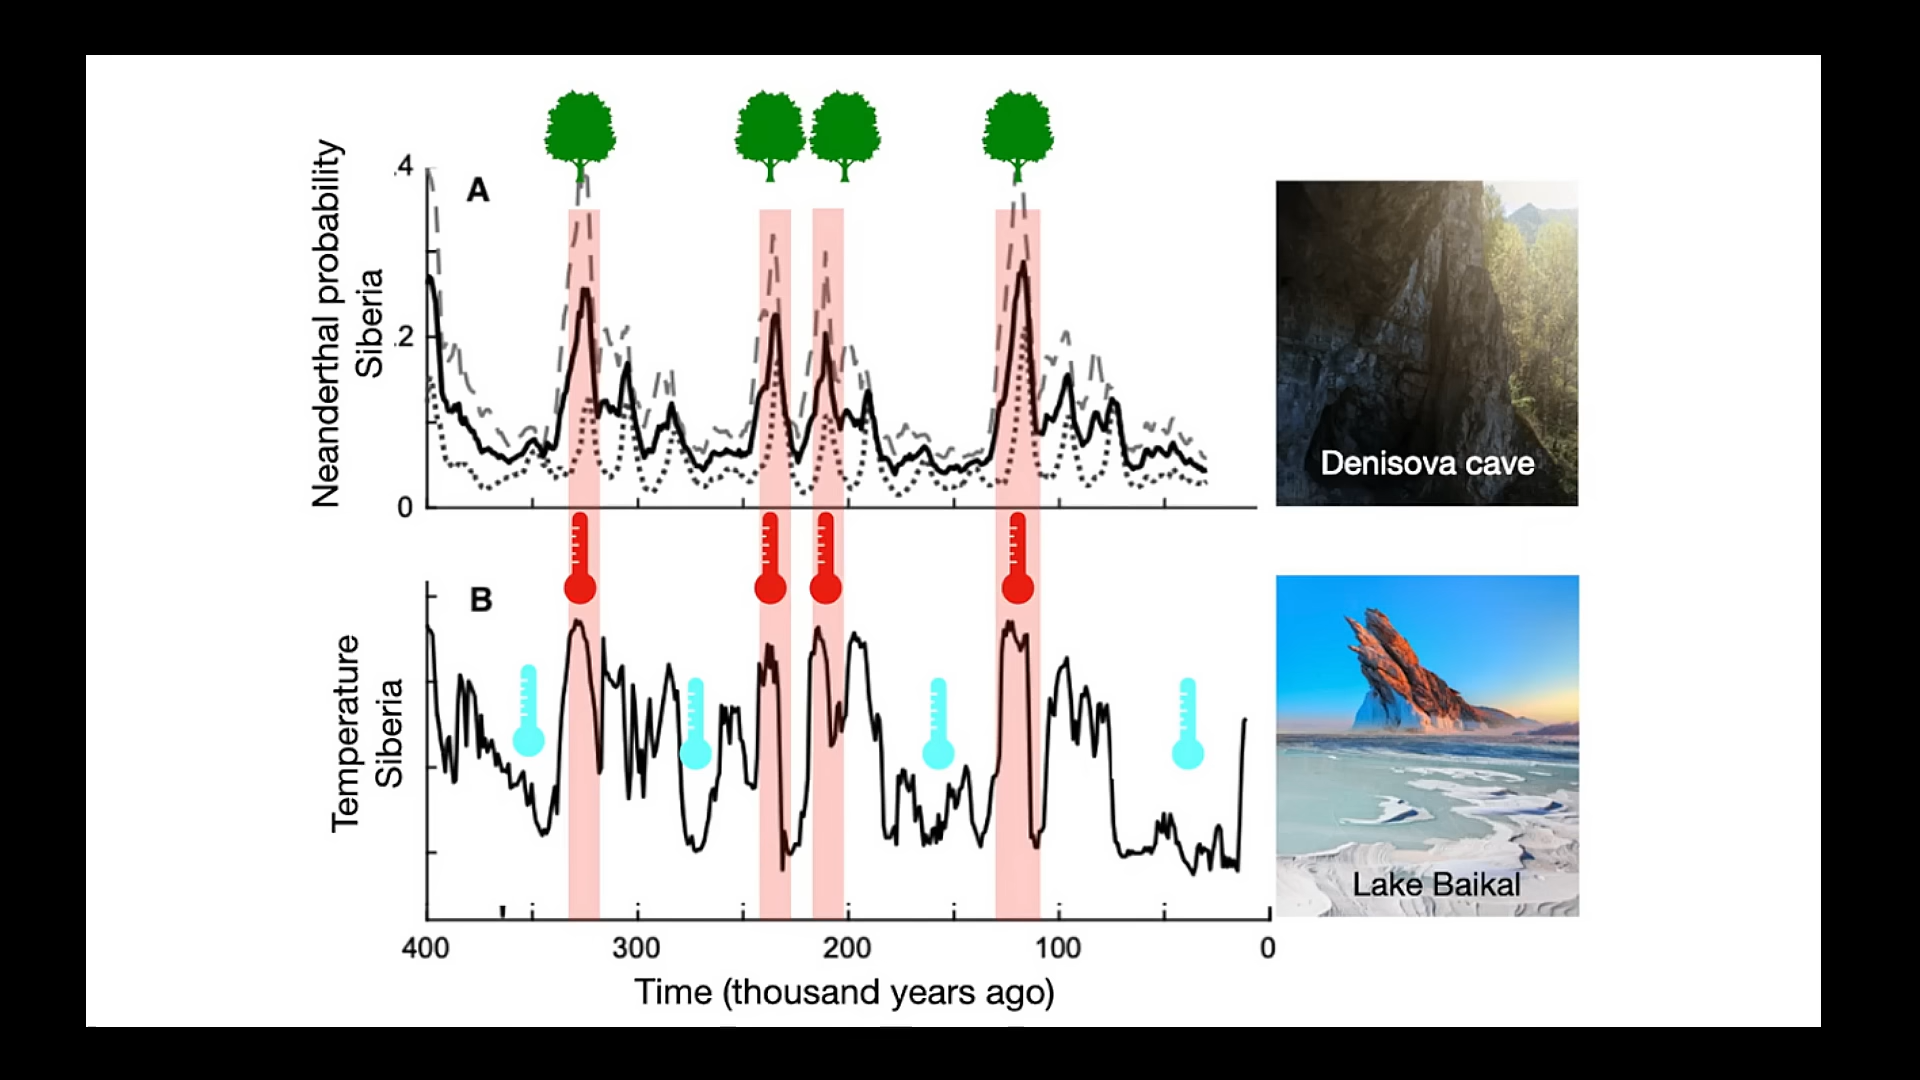 Neanderthal probability
Siberia
.4
.2
0
A
Denisova cave
Temperature
Siberia
B
Lake Baikal
400
300
200
100
0
Time (thousand years ago)